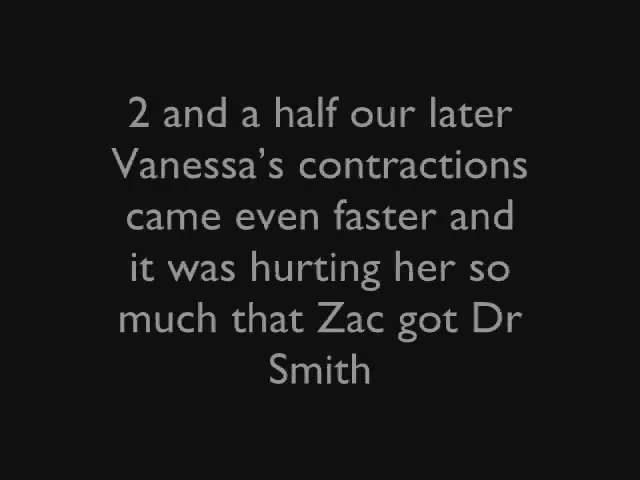 2 and a half our later
Vanessa’s contractions
came even faster and
it was hurting her so
much that Zac got Dr
Smith